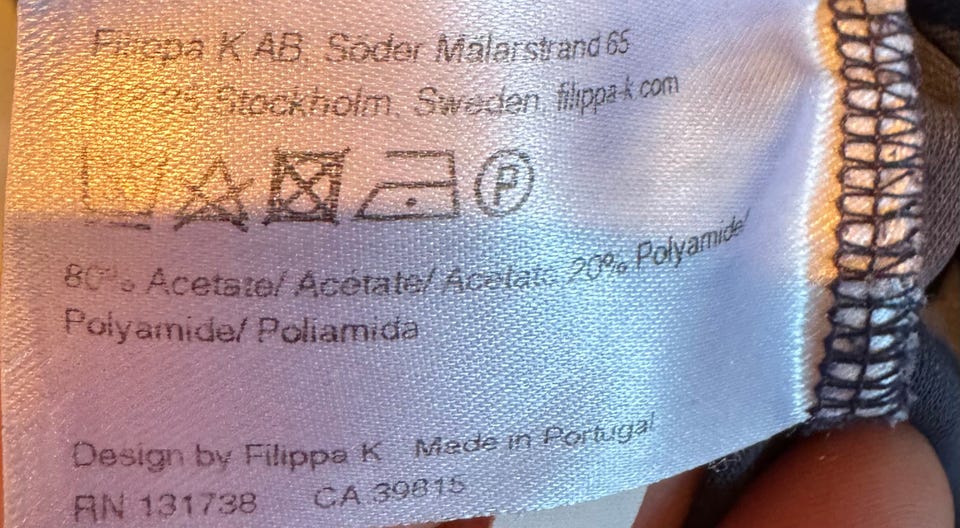 Filippa K AB, Söder Mälarstrand 65
Stockholm, Sweden, filippa-k.com
P
80% Acetate/ Acétate/ Acetato 20% Polyamide/
Polyamide/ Poliamida
Design by Filippa K Made in Portugal
RN 131738 CA 39815